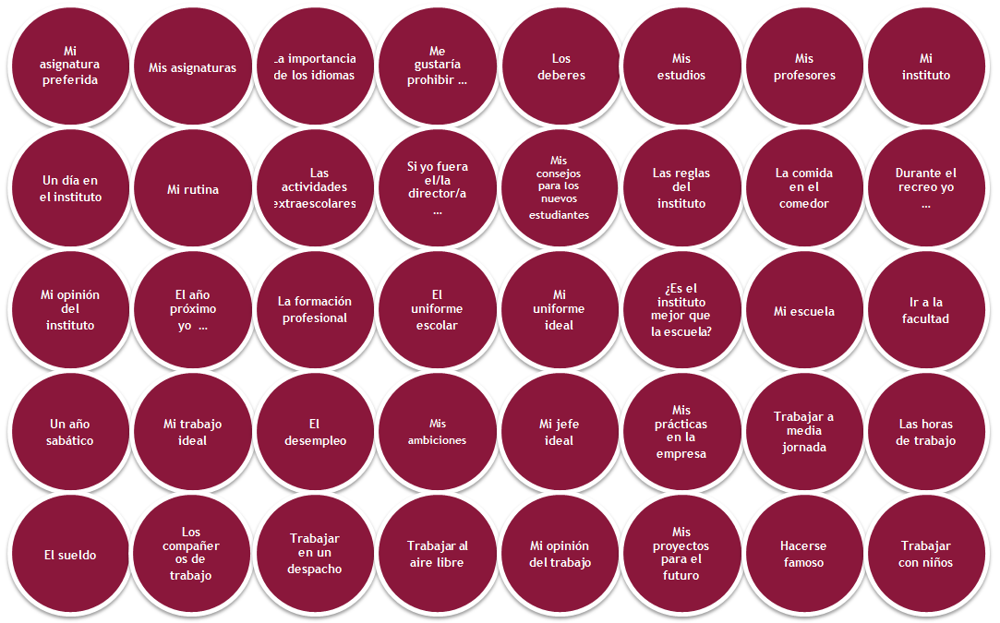 Mi
asignatura
preferida
Mis asignaturas
La importancia
de los idiomas
Me
gustaría
prohibir ...
Los
deberes
Mis
estudios
Mis
profesores
Mi
instituto
Un día en
el instituto
Mi rutina
Las
actividades
extraescolares
Si yo fuera
el/la
director/a
...
Mis
consejos
para los
nuevos
estudiantes
Las reglas
del
instituto
La comida
en el
comedor
Durante el
recreo yo
...
Mi opinión
del
instituto
El año
próximo
yo ...
La formación
profesional
El
uniforme
escolar
Mi
uniforme
ideal
¿Es el
instituto
mejor que
la escuela?
Mi escuela
Ir a la
facultad
Un año
sabático
Mi trabajo
ideal
El
desempleo
Mis
ambiciones
Mi jefe
ideal
Mis
prácticas
en la
empresa
Trabajar a
media
jornada
Las horas
de trabajo
El sueldo
Los
compañer
os de
trabajo
Trabajar
en un
despacho
Trabajar al
aire libre
Mi opinión
del trabajo
Mis
proyectos
para el
futuro
Hacerse
famoso
Trabajar
con niños